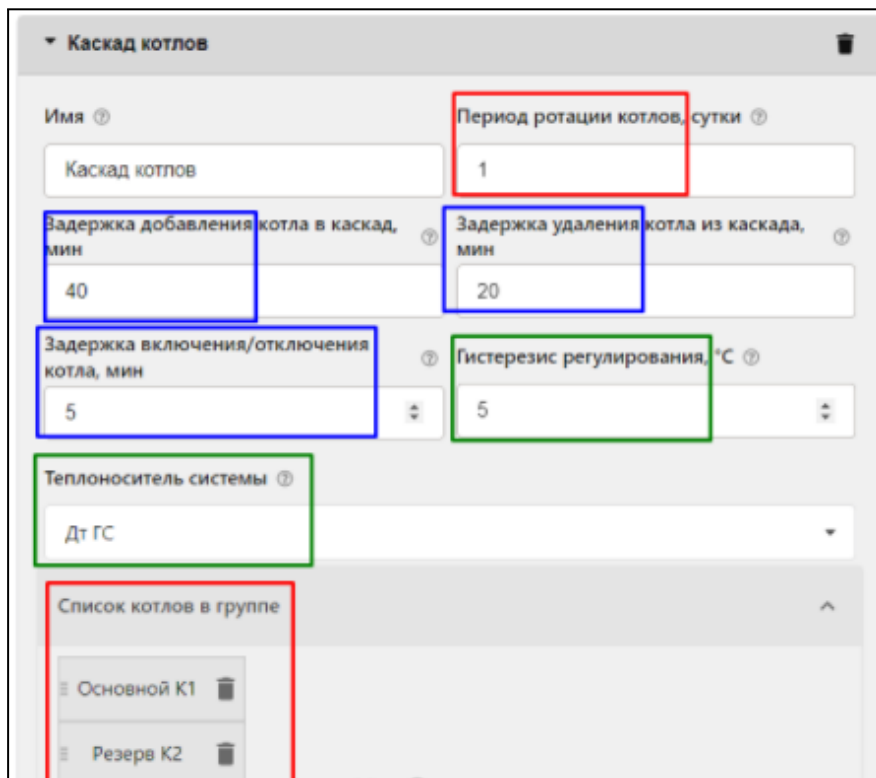 Каскад котлов
Имя
Период ротации котлов, сутки
Каскад котлов
1
Задержка добавления котла в каскад,
мин
Задержка удаления котла из каскада,
мин
40
20
Задержка включения/отключения
котла, мин
Гистерезис регулирования, °C
5
5
Теплоноситель системы
Дт ГС
Список котлов в группе
Основной К1
Резерв К2